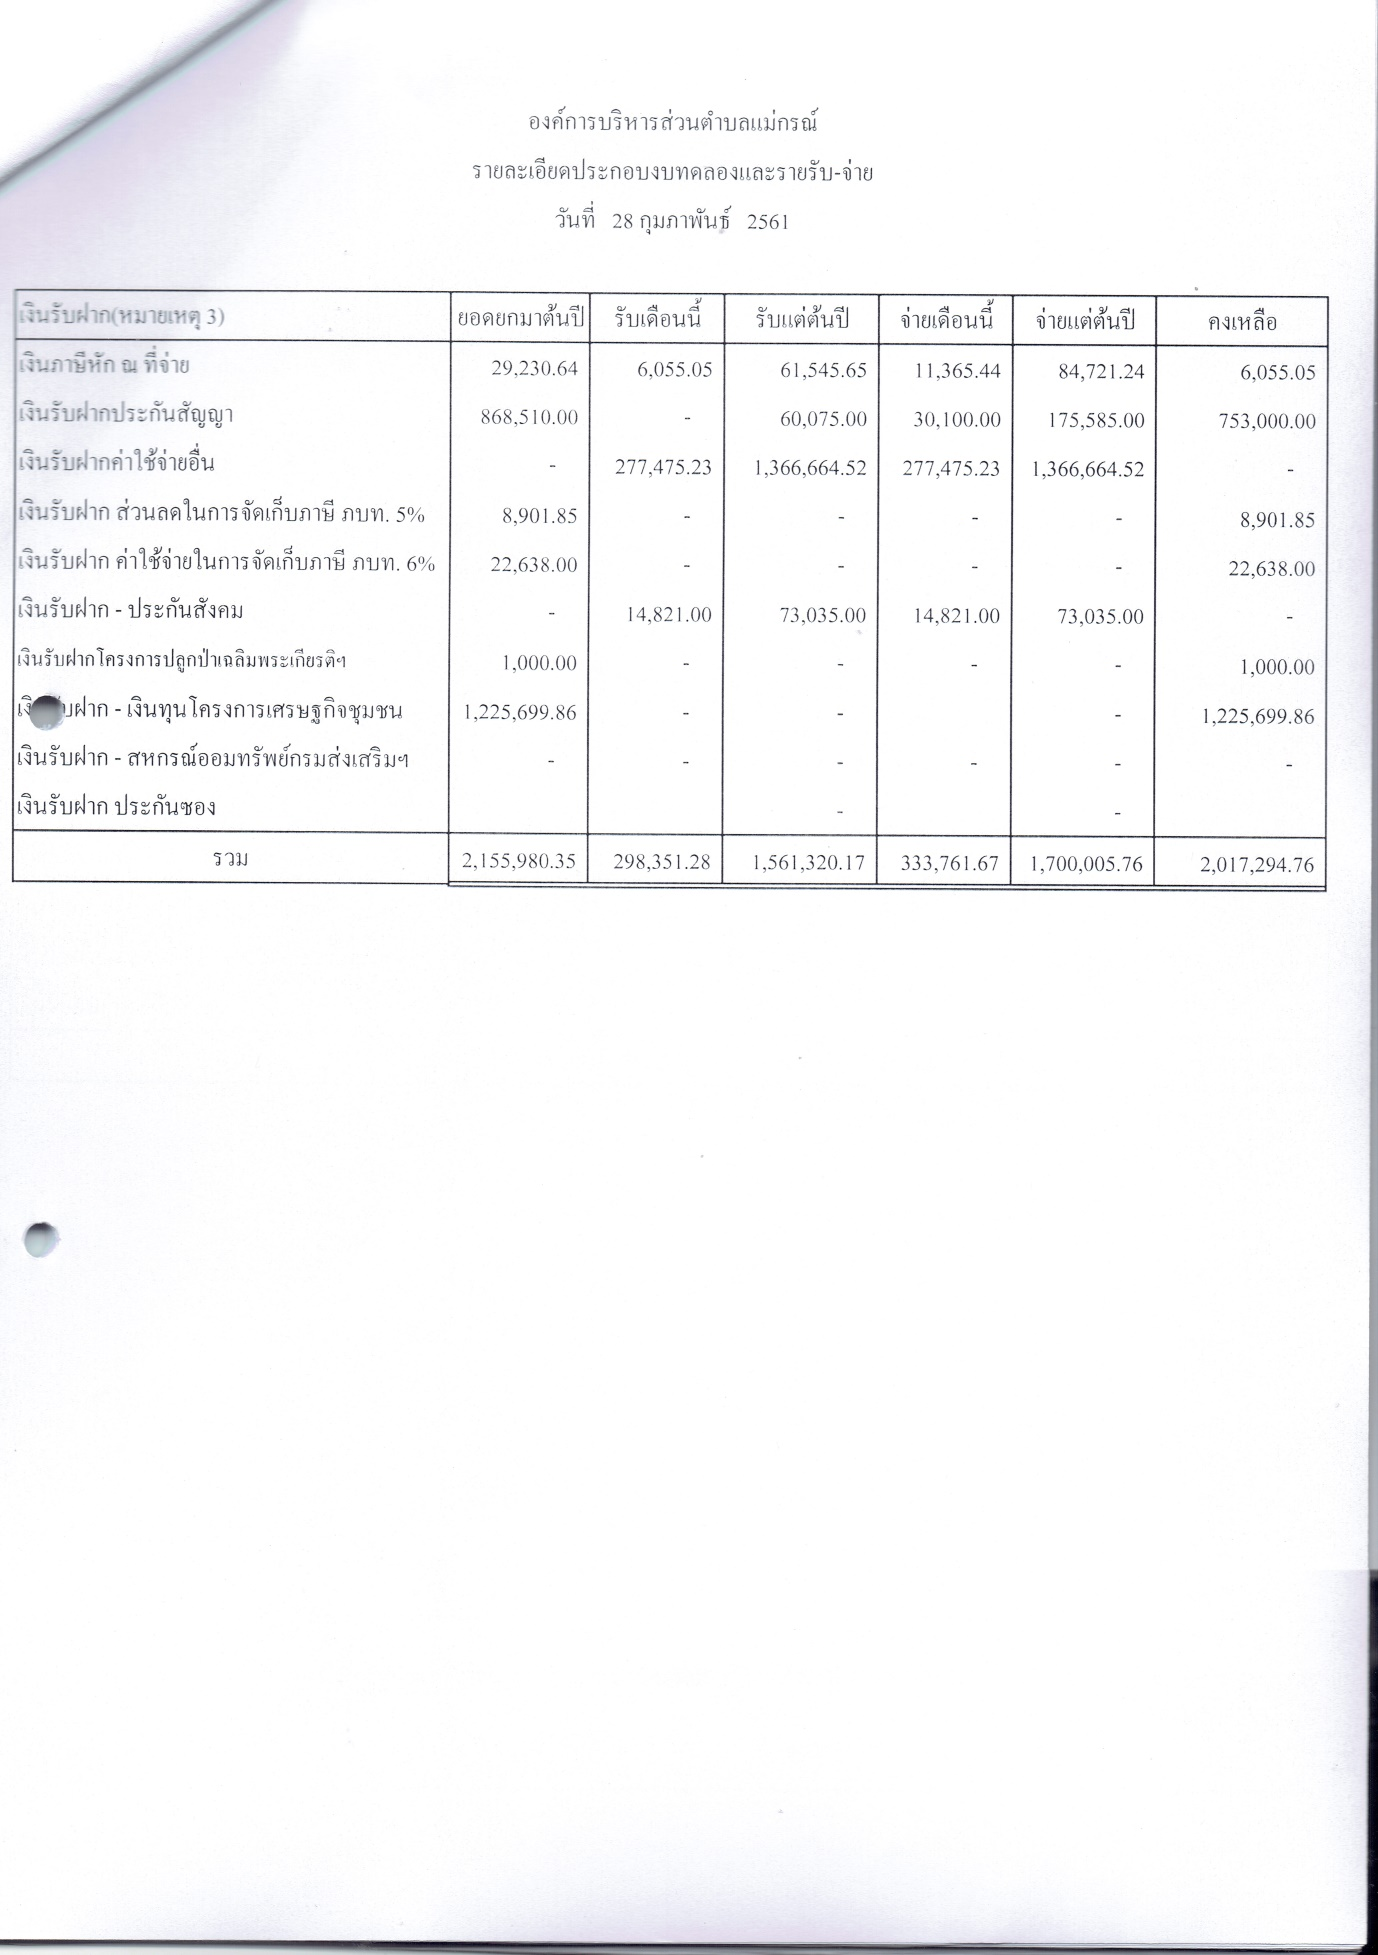 องค์การบริหารส่วนตำบลแม่กรณ์
รายละเอียดประกอบงบทดลองและรายรับ-จ่าย
วันที่ 28 กุมภาพันธ์ 2561
เงินรับฝาก(หมายเหตุ 3) ยอดยกมาต้นปี รับเดือนนี้ รับแต่ต้นปี จ่ายเดือนนี้ จ่ายแต่ต้นปี คงเหลือ
เงินภาษีหัก ณ ที่จ่าย 29,230.64 6,055.05 61,545.65 11,365.44 84,721.24 6,055.05
เงินรับฝากประกันสัญญา 868,510.00 - 60,075.00 30,100.00 175,585.00 753,000.00
เงินรับฝากค่าใช้จ่ายอื่น - 277,475.23 1,366,664.52 277,475.23 1,366,664.52 -
เงินรับฝาก ส่วนลดในการจัดเก็บภาษี ภบท. 5% 8,901.85 - - - - 8,901.85
เงินรับฝาก ค่าใช้จ่ายในการจัดเก็บภาษี ภบท. 6% 22,638.00 - - - - 22,638.00
เงินรับฝาก - ประกันสังคม - 14,821.00 73,035.00 14,821.00 73,035.00 -
เงินรับฝากโครงการปลูกป่าเฉลิมพระเกียรติฯ 1,000.00 - - - - 1,000.00
เงินรับฝาก - เงินทุนโครงการเศรษฐกิจชุมชน 1,225,699.86 - - - 1,225,699.86
เงินรับฝาก - สหกรณ์ออมทรัพย์กรมส่งเสริมฯ - - - - - -
เงินรับฝาก ประกันซอง - -
รวม 2,155,980.35 298,351.28 1,561,320.17 333,761.67 1,700,005.76 2,017,294.76